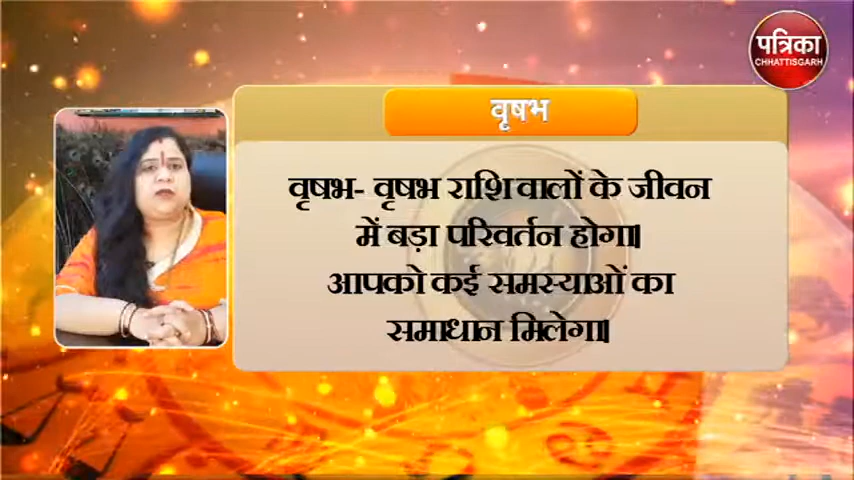 पत्रिका
CHHATTISGARH
वृषभ
वृषभ- वृषभ राशि वालों के जीवन
में बड़ा परिवर्तन होगा।
आपको कई समस्याओं का
समाधान मिलेगा।